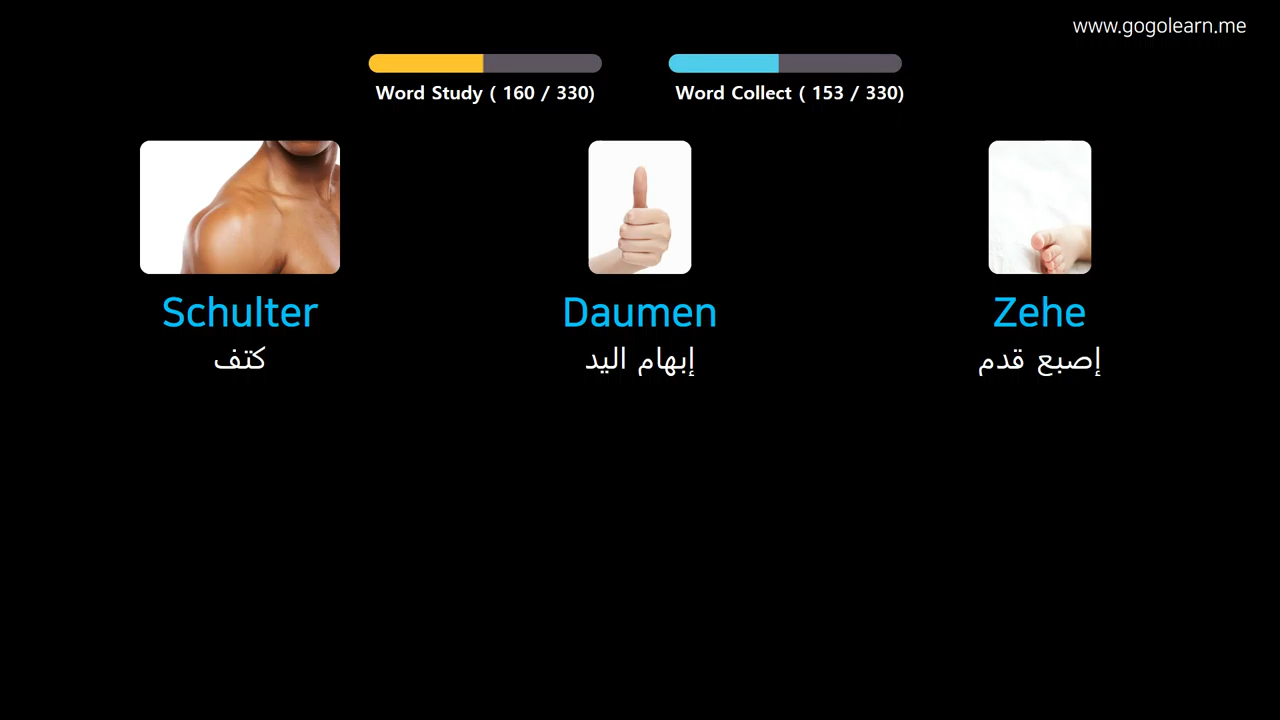 www.gogolearn.me
Word Study ( 160 / 330)
Word Collect ( 153 / 330)
Schulter
كتف
Daumen
إبهام اليد
Zehe
إصبع قدم